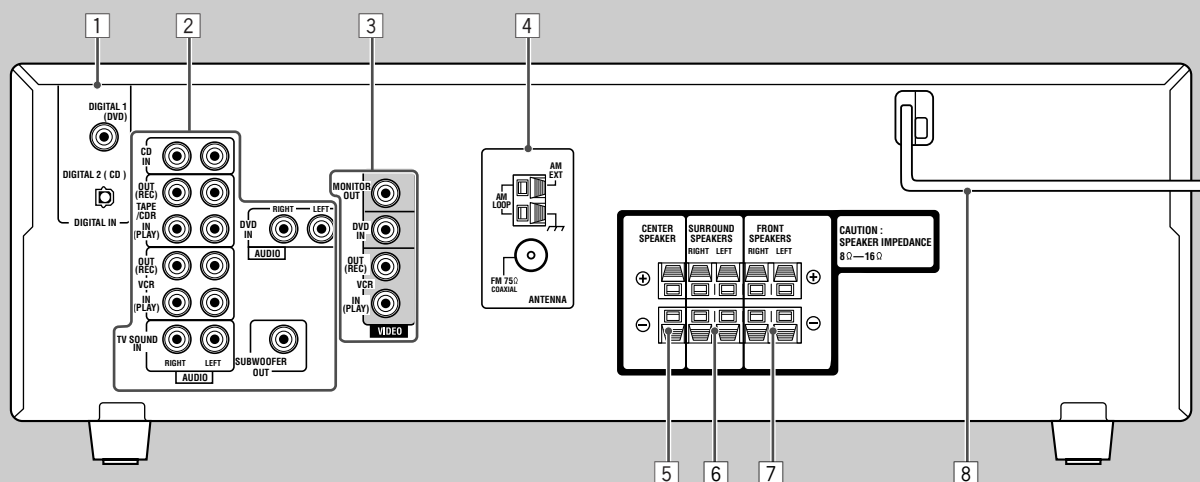 1
2
3
4
DIGITAL 1
(DVD)
DIGITAL 2 ( CD )
DIGITAL IN
CD
IN
OUT
(REC)
TAPE
/CDR
IN
(PLAY)
OUT
(REC)
VCR
IN
(PLAY)
TV SOUND
IN
RIGHT LEFT
AUDIO
RIGHT LEFT
DVD
IN
AUDIO
SUBWOOFER
OUT
MONITOR
OUT
DVD
IN
OUT
(REC)
VCR
IN
(PLAY)
VIDEO
AM
EXT
AM
LOOP
FM 75Ω
COAXIAL
ANTENNA
CENTER
SPEAKER
SURROUND
SPEAKERS
RIGHT LEFT
FRONT
SPEAKERS
RIGHT LEFT
+ +
− −
CAUTION :
SPEAKER IMPEDANCE
8Ω—16Ω
5
6
7
8